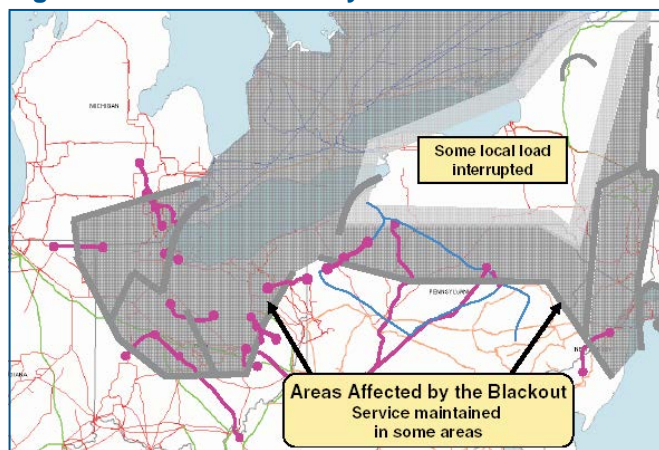 MICHIGAN
Some local load
interrupted
PENNSYLVANIA
Areas Affected by the Blackout
Service maintained
in some areas